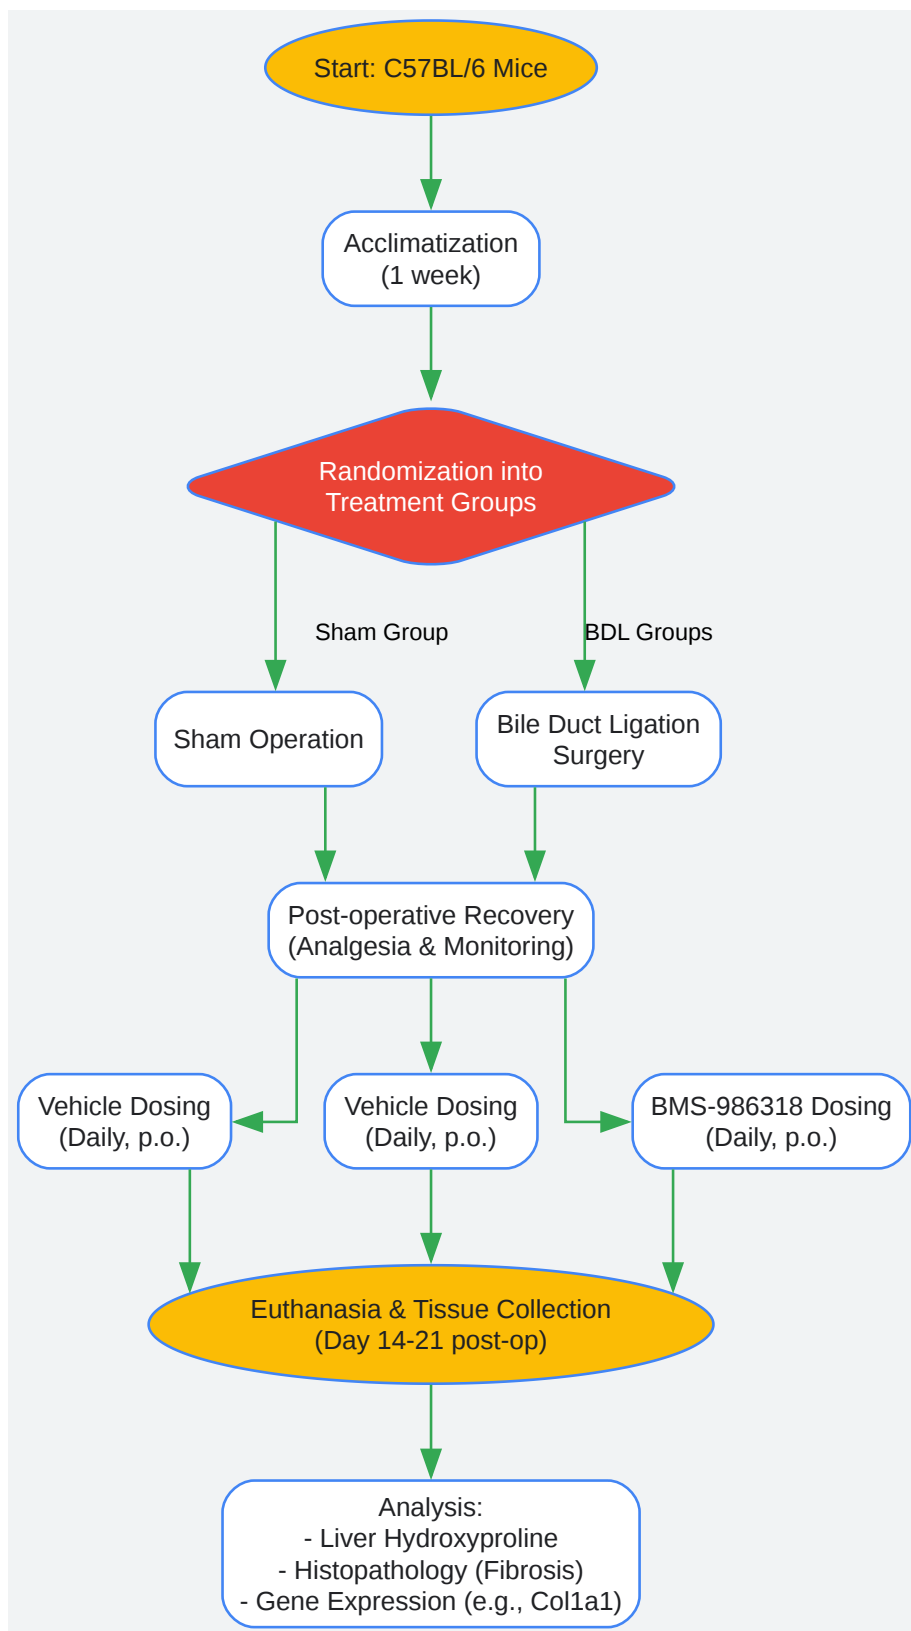 Start: C57BL/6 Mice
Acclimatization
(1 week)
Randomization into
Treatment Groups
Sham Group
BDL Groups
Sham Operation
Bile Duct Ligation
Surgery
Post-operative Recovery
(Analgesia & Monitoring)
Vehicle Dosing
(Daily, p.o.)
Vehicle Dosing
(Daily, p.o.)
BMS-986318 Dosing
(Daily, p.o.)
Euthanasia & Tissue Collection
(Day 14-21 post-op)
Analysis:
- Liver Hydroxyproline
- Histopathology (Fibrosis)
- Gene Expression (e.g., Col1a1)